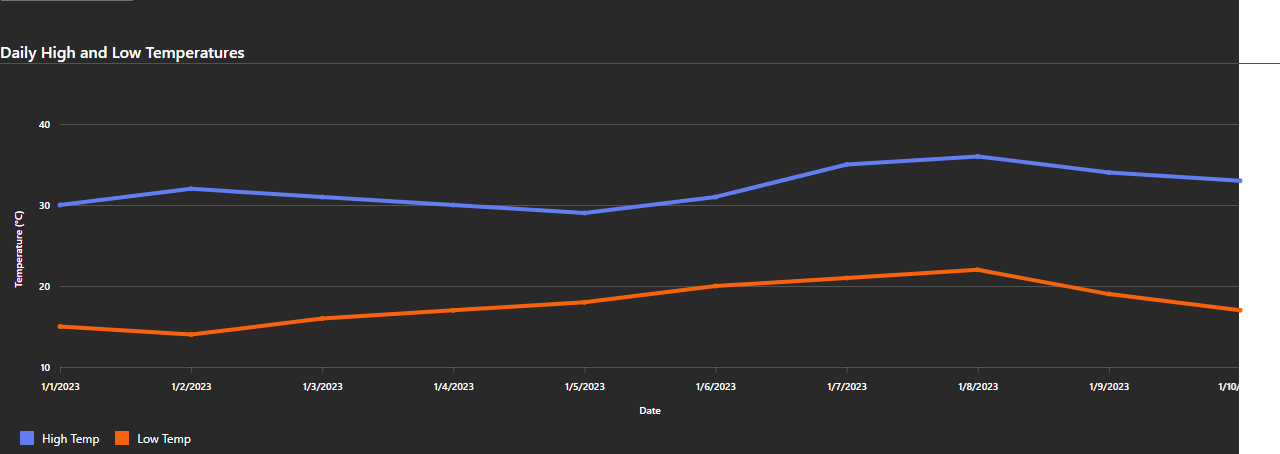 Daily High and Low Temperatures
40
30
20
10
Temperature (°C)
1/1/2023 1/2/2023 1/3/2023 1/4/2023 1/5/2023 1/6/2023 1/7/2023 1/8/2023 1/9/2023 1/10/
Date
High Temp Low Temp